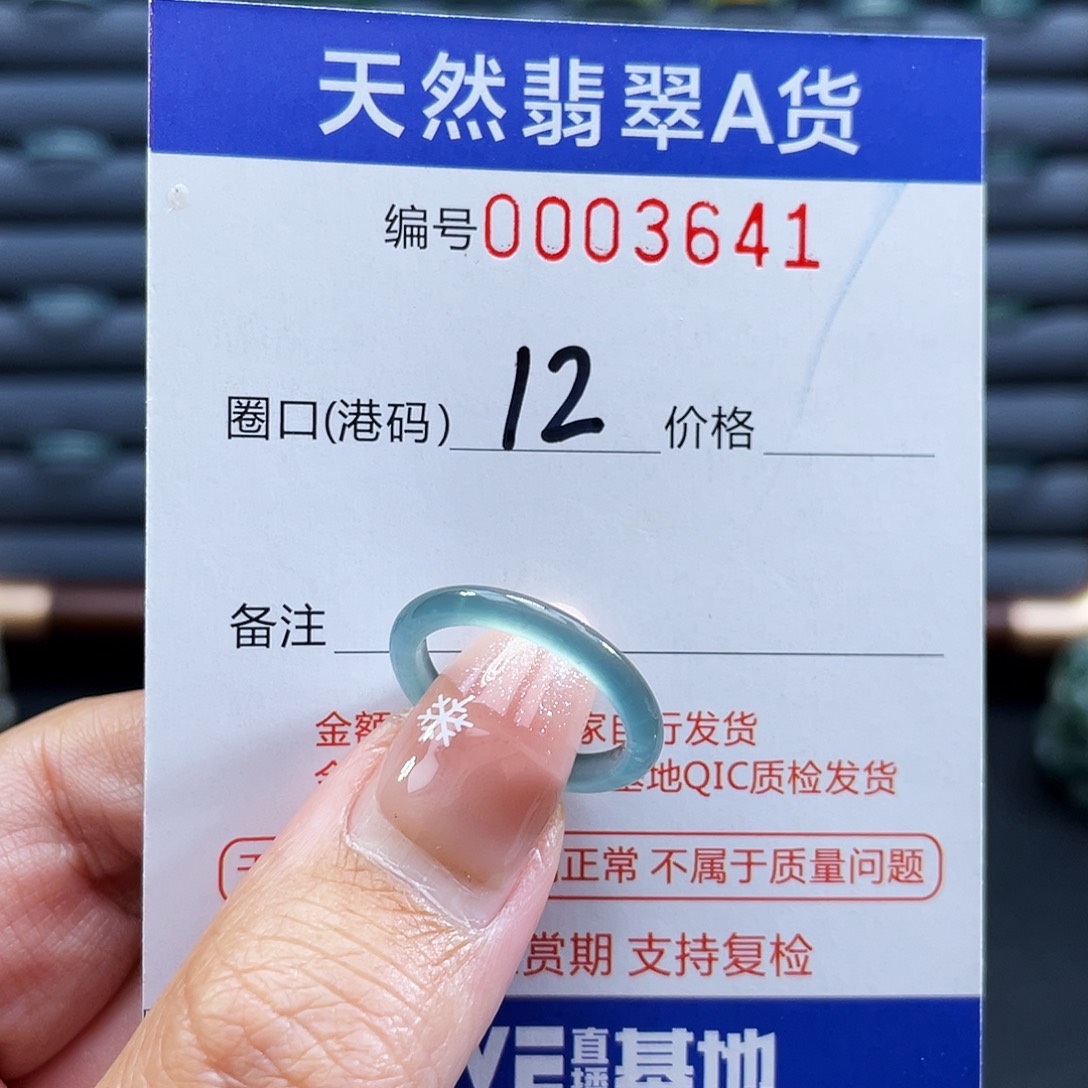 天然翡翠A货
编号0003641
圈口(港码) 12 价格
备注
金额 家自行发货
基地QIC质检发货
正常 不属于质量问题
赏期 支持复检
直播基地